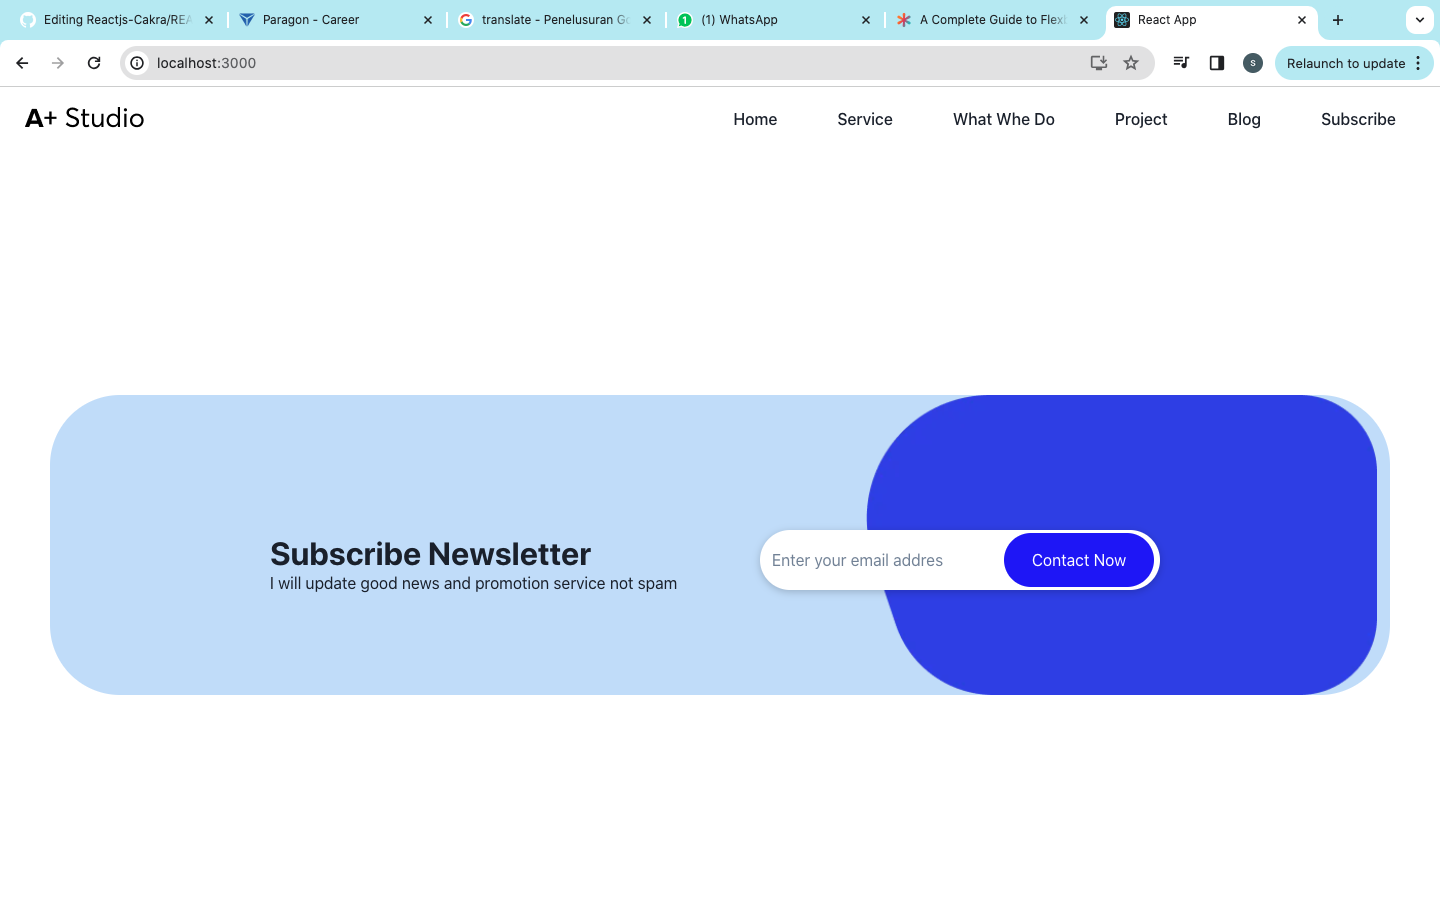 Editing Reactjs-Cakra/REA
Paragon - Career
translate - Penelusuran Go
(1) WhatsApp
A Complete Guide to Flexb
React App
localhost:3000
S
Relaunch to update
A+ Studio
Home
Service
What Whe Do
Project
Blog
Subscribe
Subscribe Newsletter
I will update good news and promotion service not spam
Enter your email addres
Contact Now